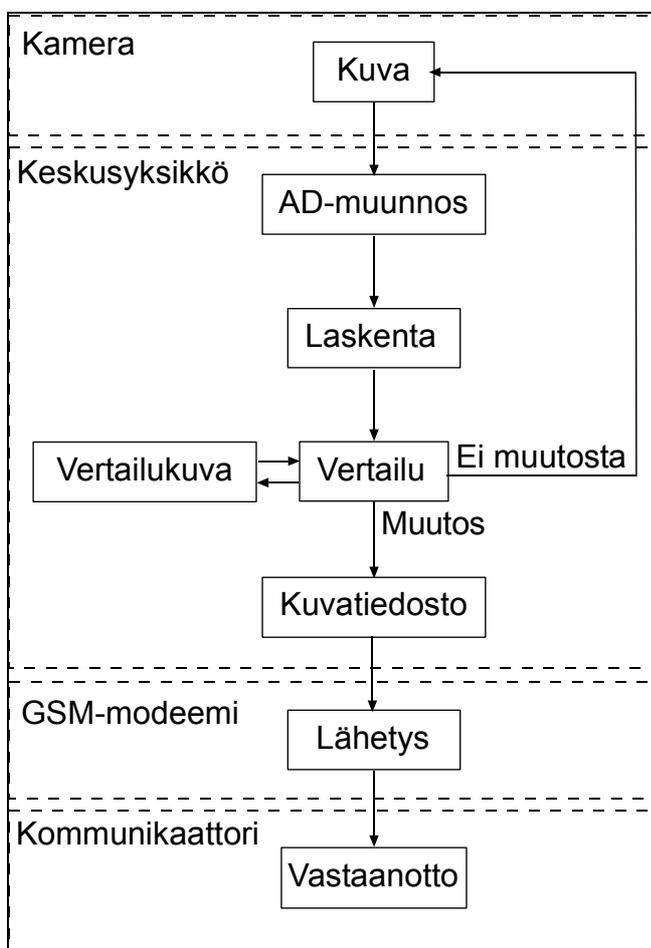 Kamera
Kuva
Keskusyksikkö
AD-muunnos
Laskenta
Vertailukuva
Vertailu
Ei muutosta
Muutos
Kuvatiedosto
GSM-modeemi
Lähetys
Kommunikaattori
Vastaanotto